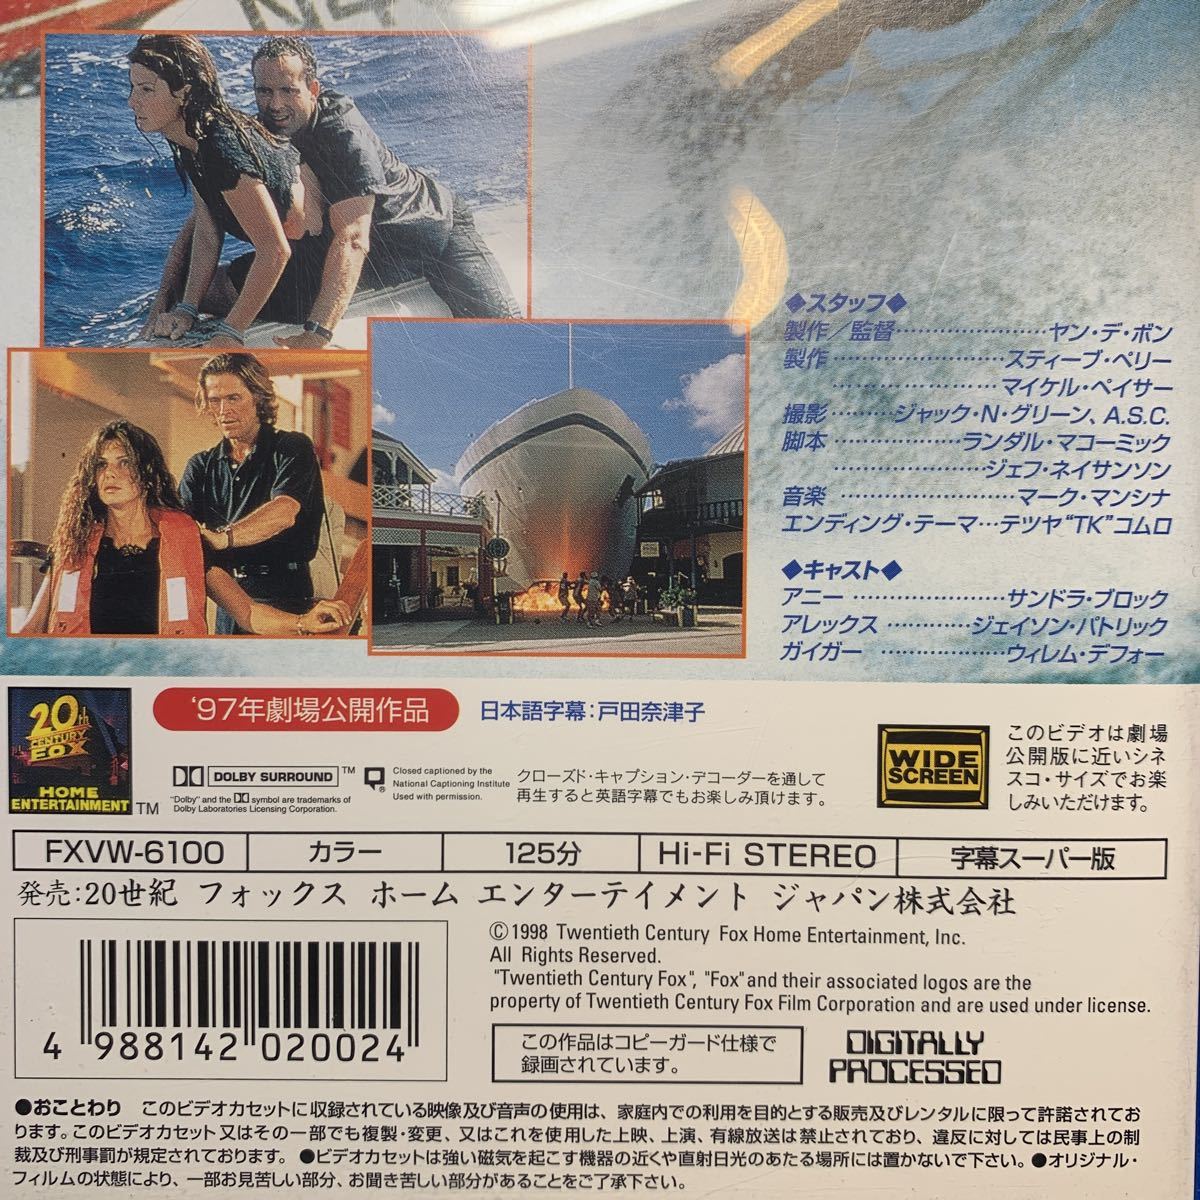 ◆スタッフ◆
製作／監督……………………ヤン・デ・ボン
製作……………………スティーブ・ペリー
……………………マイケル・ペイサー
撮影………ジャック・N・グリーン、A.S.C.
脚本………………ランダル・マコーミック
………………ジェフ・ネイサンソン
音楽……………………マーク・マンシナ
エンディング・テーマ…テツヤ“TK”コムロ
◆キャスト◆
アニー…………………サンドラ・ブロック
アレックス…………ジェイソン・パトリック
ガイガー………………ウィレム・デフォー
20th
CENTURY
FOX
HOME
ENTERTAINMENT
TM
'97年劇場公開作品
日本語字幕：戸田奈津子
DOLBY SURROUND TM
"Dolby" and the symbol are trademarks of
Dolby Laboratories Licensing Corporation.
Closed captioned by the
National Captioning Institute
Used with permission.
クローズド・キャプション・デコーダーを通して
再生すると英語字幕でもお楽しみ頂けます。
WIDE
SCREEN
このビデオは劇場
公開版に近いシネ
スコ・サイズでお楽
しみいただけます。
FXVW-6100 カラー 125分 Hi-Fi STEREO 字幕スーパー版
発売：20世紀 フォックス ホーム エンターテイメント ジャパン株式会社
4 988142 020024
©1998 Twentieth Century Fox Home Entertainment, Inc.
All Rights Reserved.
"Twentieth Century Fox", "Fox" and their associated logos are the
property of Twentieth Century Fox Film Corporation and are used under license.
この作品はコピーガード仕様で
録画されています。
DIGITALLY
PROCESSED
●おことわり このビデオカセットに収録されている映像及び音声の使用は、家庭内での利用を目的とする販売及びレンタルに限って許諾されてお
ります。このビデオカセット又はその一部でも複製・変更、又はこれを使用した上映、上演、有線放送は禁止されており、違反に対しては民事上の制
裁及び刑事罰が規定されております。●ビデオカセットは強い磁気を起こす機器の近くや直射日光のあたる場所には置かないで下さい。●オリジナル・
フィルムの状態により、一部お見苦しい部分、お聞き苦しい部分があることをご了承下さい。